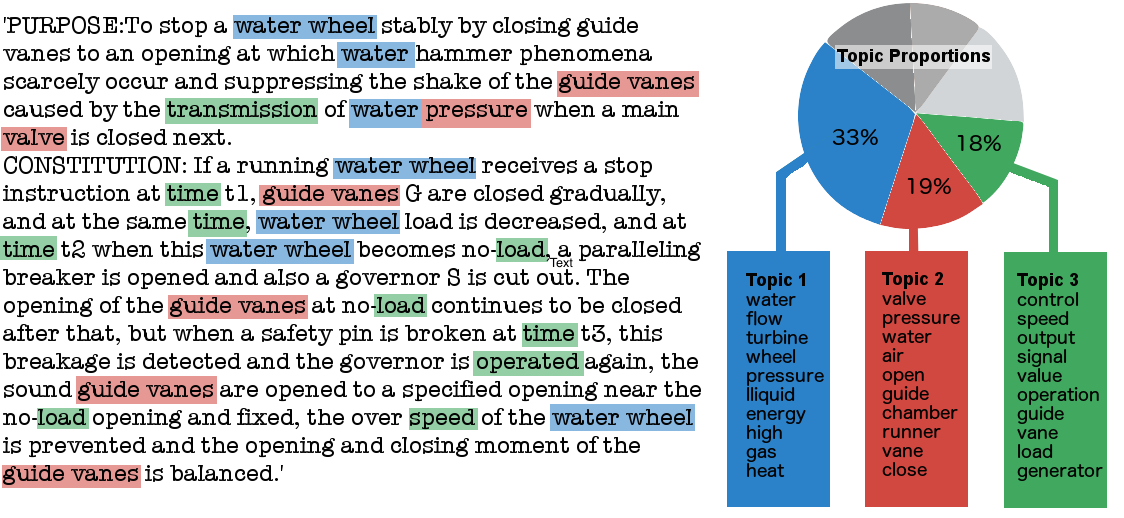 'PURPOSE:To stop a water wheel stably by closing guide
vanes to an opening at which water hammer phenomena
scarcely occur and suppressing the shake of the guide vanes
caused by the transmission of water pressure when a main
valve is closed next.
CONSTITUTION: If a running water wheel receives a stop
instruction at time t1, guide vanes G are closed gradually,
and at the same time, water wheel load is decreased, and at
time t2 when this water wheel becomes no-load, a paralleling
Text
breaker is opened and also a governor S is cut out. The
opening of the guide vanes at no-load continues to be closed
after that, but when a safety pin is broken at time t3, this
breakage is detected and the governor is operated again, the
sound guide vanes are opened to a specified opening near the
no-load opening and fixed, the over speed of the water wheel
is prevented and the opening and closing moment of the
guide vanes is balanced.'
Topic Proportions
33%
18%
19%
Topic 1
water
flow
turbine
wheel
pressure
lliquid
energy
high
gas
heat
Topic 2
valve
pressure
water
air
open
guide
chamber
runner
vane
close
Topic 3
control
speed
output
signal
value
operation
guide
vane
load
generator